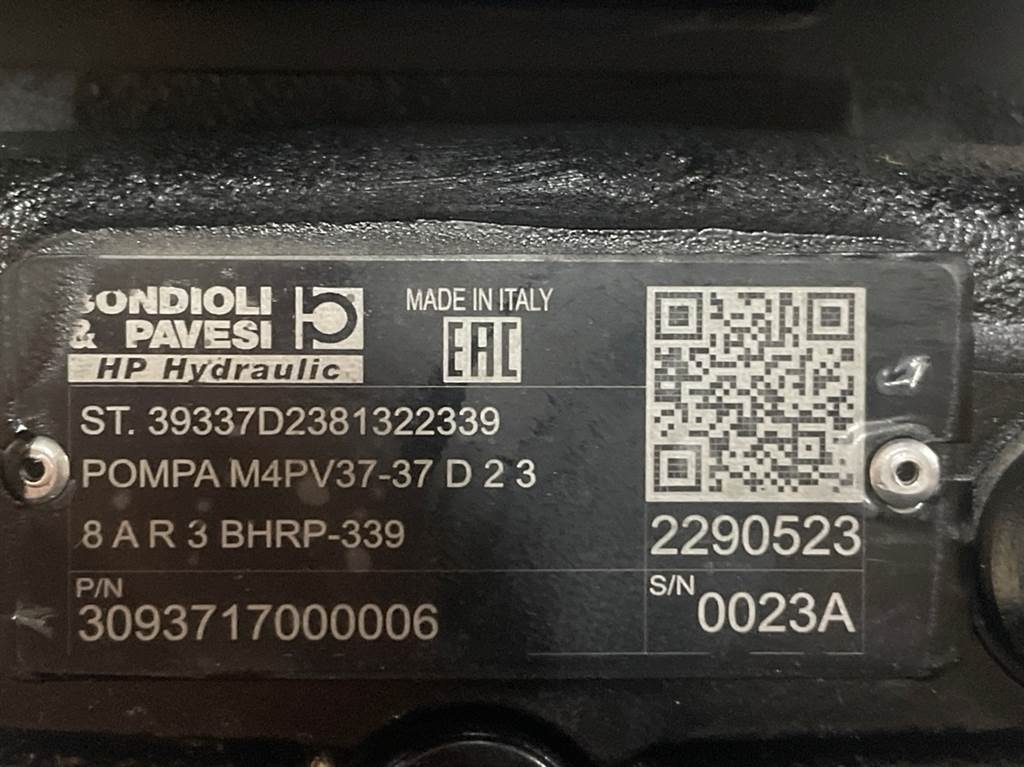 BONDIOLI
& PAVESI
HP Hydraulic
MADE IN ITALY
EAC
ST. 39337D2381322339
POMPA M4PV37-37 D 2 3
8 A R 3 BHRP-339
2290523
P/N
3093717000006
S/N
0023A